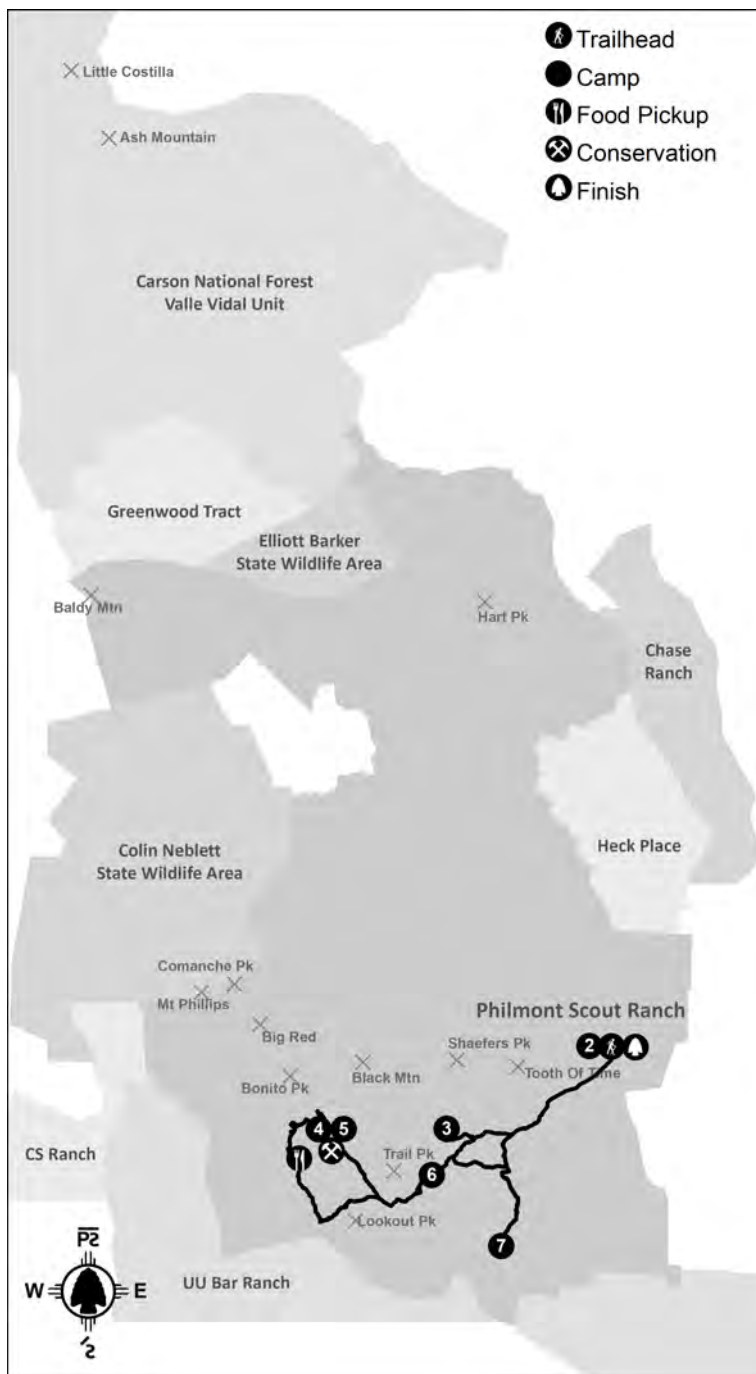 Trailhead
Camp
Food Pickup
Conservation
Finish
Little Costilla
Ash Mountain
Carson National Forest
Valle Vidal Unit
Greenwood Tract
Elliott Barker
State Wildlife Area
Baldy Mtn
Hart Pk
Chase
Ranch
Heck Place
Colin Neblett
State Wildlife Area
Comanche Pk
Mt Phillips
Philmont Scout Ranch
Big Red
Shaefers Pk
2
Black Mtn
Tooth Of Time
Bonito Pk
4
5
3
CS Ranch
Trail Pk
6
Lookout Pk
7
UU Bar Ranch
W
E